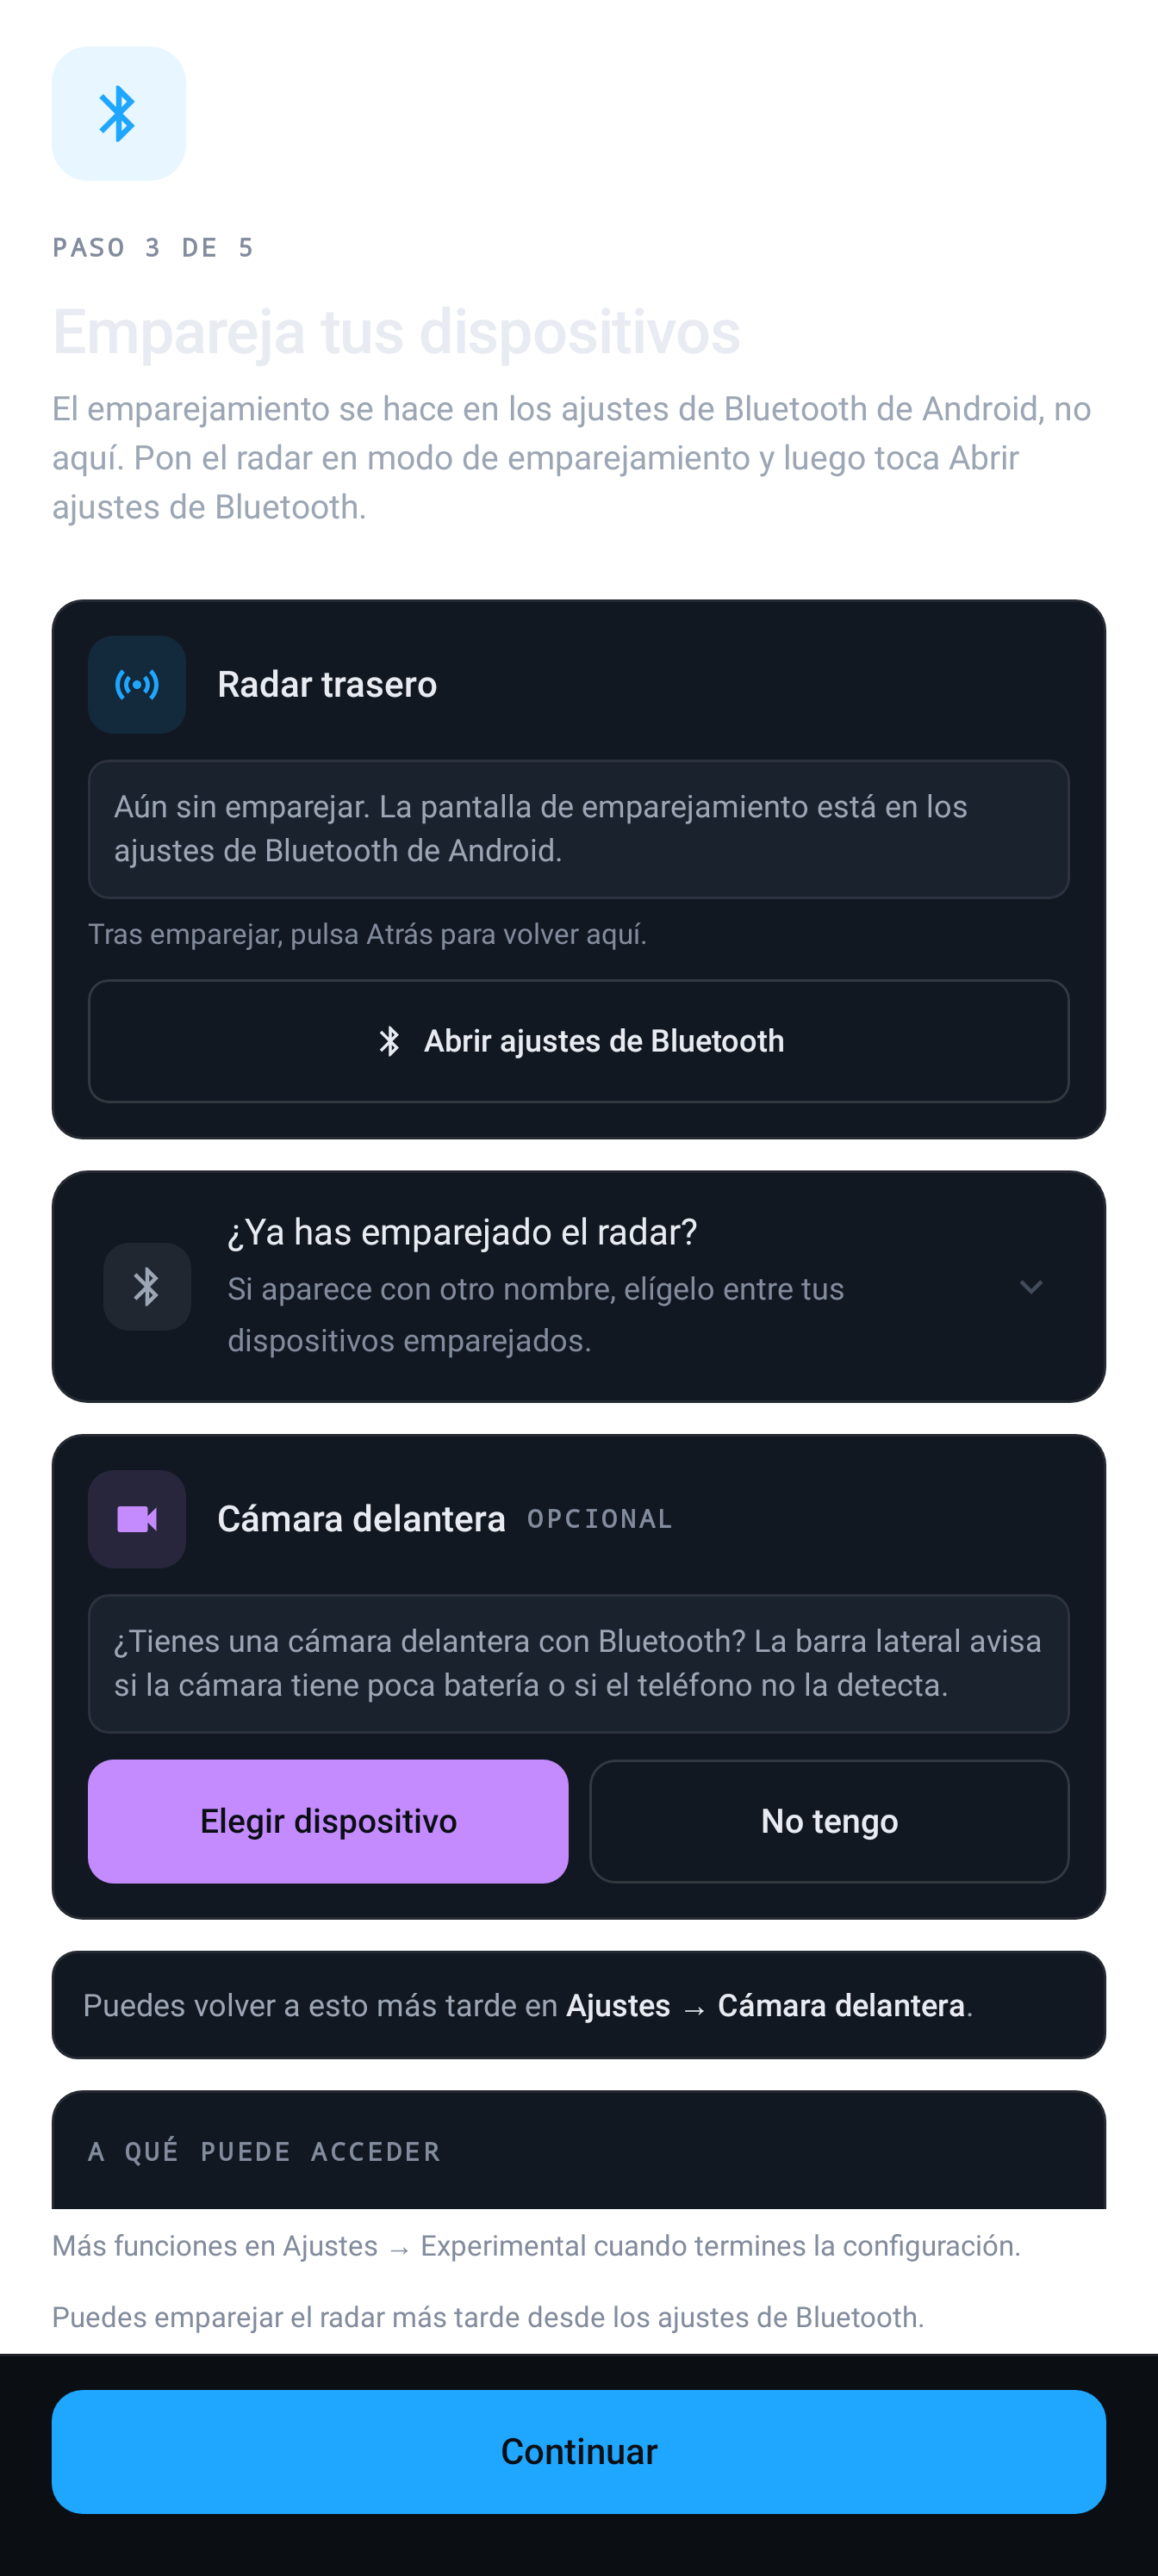 PASO 3 DE 5
Empareja tus dispositivos
El emparejamiento se hace en los ajustes de Bluetooth de Android, no
aquí. Pon el radar en modo de emparejamiento y luego toca Abrir
ajustes de Bluetooth.
Radar trasero
Aún sin emparejar. La pantalla de emparejamiento está en los
ajustes de Bluetooth de Android.
Tras emparejar, pulsa Atrás para volver aquí.
Abrir ajustes de Bluetooth
¿Ya has emparejado el radar?
Si aparece con otro nombre, elígelo entre tus
dispositivos emparejados.
Cámara delantera OPCIONAL
¿Tienes una cámara delantera con Bluetooth? La barra lateral avisa
si la cámara tiene poca batería o si el teléfono no la detecta.
Elegir dispositivo
No tengo
Puedes volver a esto más tarde en Ajustes → Cámara delantera.
A QUÉ PUEDE ACCEDER
Más funciones en Ajustes → Experimental cuando termines la configuración.
Puedes emparejar el radar más tarde desde los ajustes de Bluetooth.
Continuar